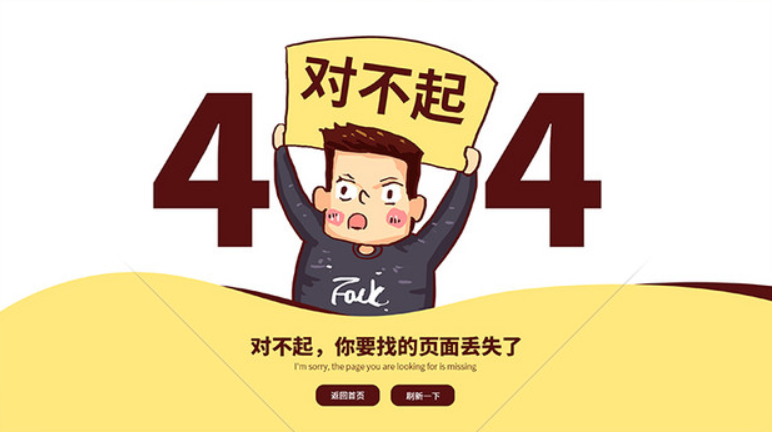 对不起
4 4
Fack
对不起，你要找的页面丢失了
I'm sorry, the page you are looking for is missing
返回首页 刷新一下